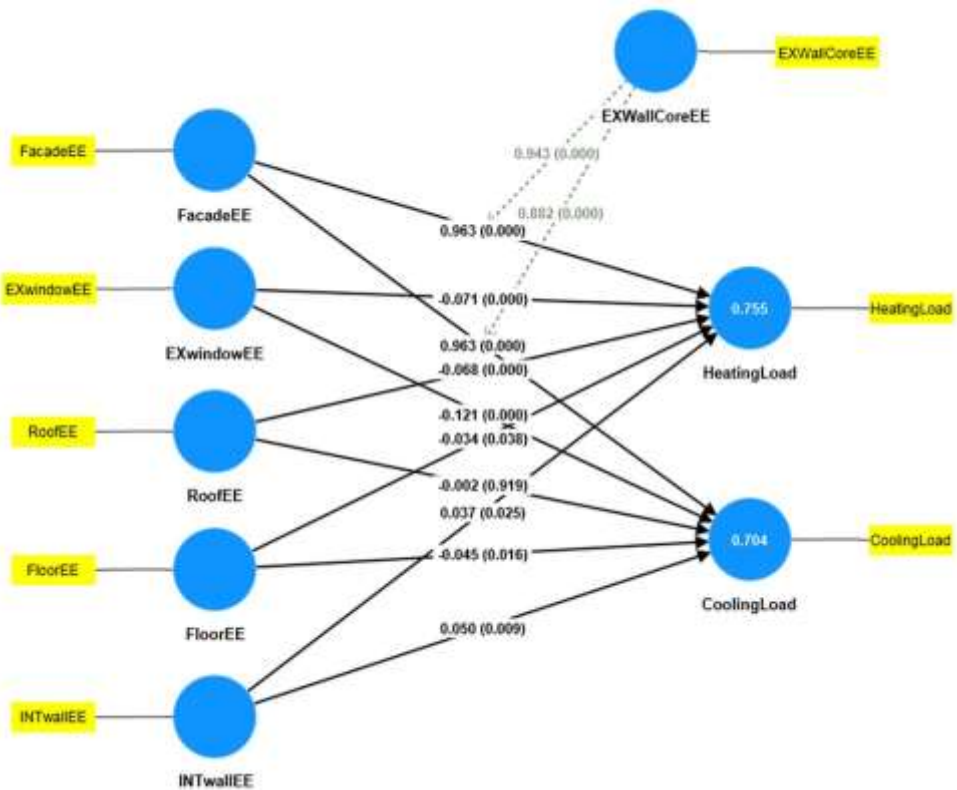 EXWallCoreEE
EXWallCoreEE
FacadeEE
0.943 (0.000)
0.882 (0.000)
FacadeEE
0.963 (0.000)
EXwindowEE
-0.071 (0.000)
0.755
HeatingLoad
EXwindowEE
0.963 (0.000)
-0.068 (0.000)
HeatingLoad
-0.121 (0.000)
RoofEE
-0.034 (0.038)
RoofEE
-0.002 (0.919)
0.037 (0.025)
FloorEE
-0.045 (0.016)
0.704
CoolingLoad
CoolingLoad
FloorEE
0.050 (0.009)
INTwallEE
INTwallEE